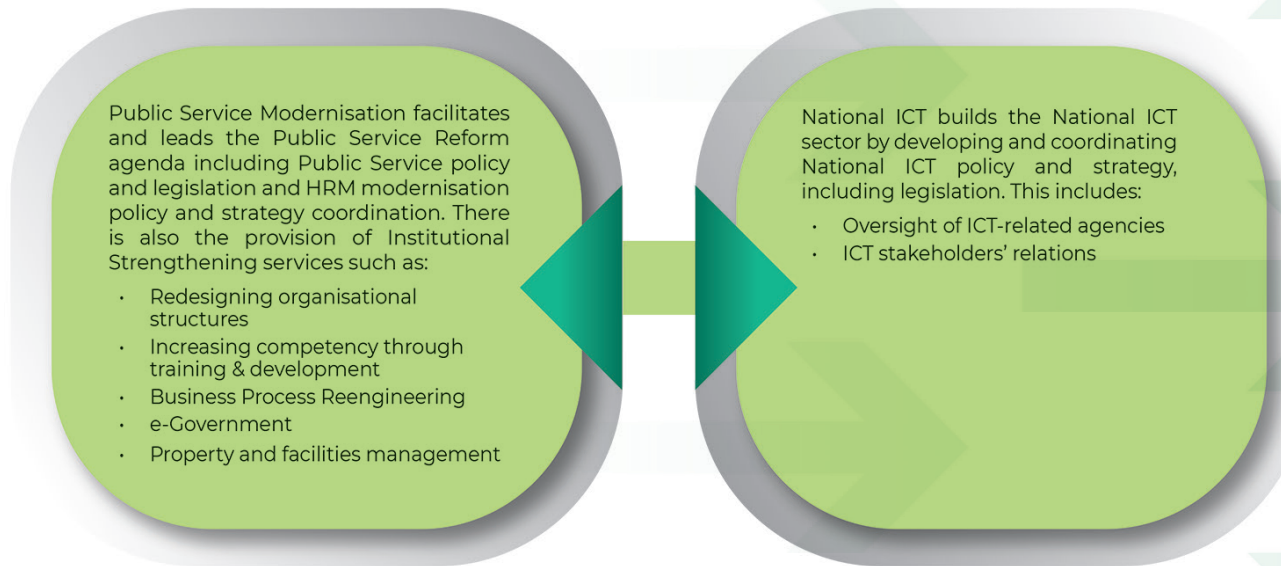 Public Service Modernisation facilitates
and leads the Public Service Reform
agenda including Public Service policy
and legislation and HRM modernisation
policy and strategy coordination. There
is also the provision of Institutional
Strengthening services such as:
• Redesigning organisational
structures
• Increasing competency through
training & development
• Business Process Reengineering
• e-Government
• Property and facilities management
National ICT builds the National ICT
sector by developing and coordinating
National ICT policy and strategy,
including legislation. This includes:
• Oversight of ICT-related agencies
• ICT stakeholders’ relations